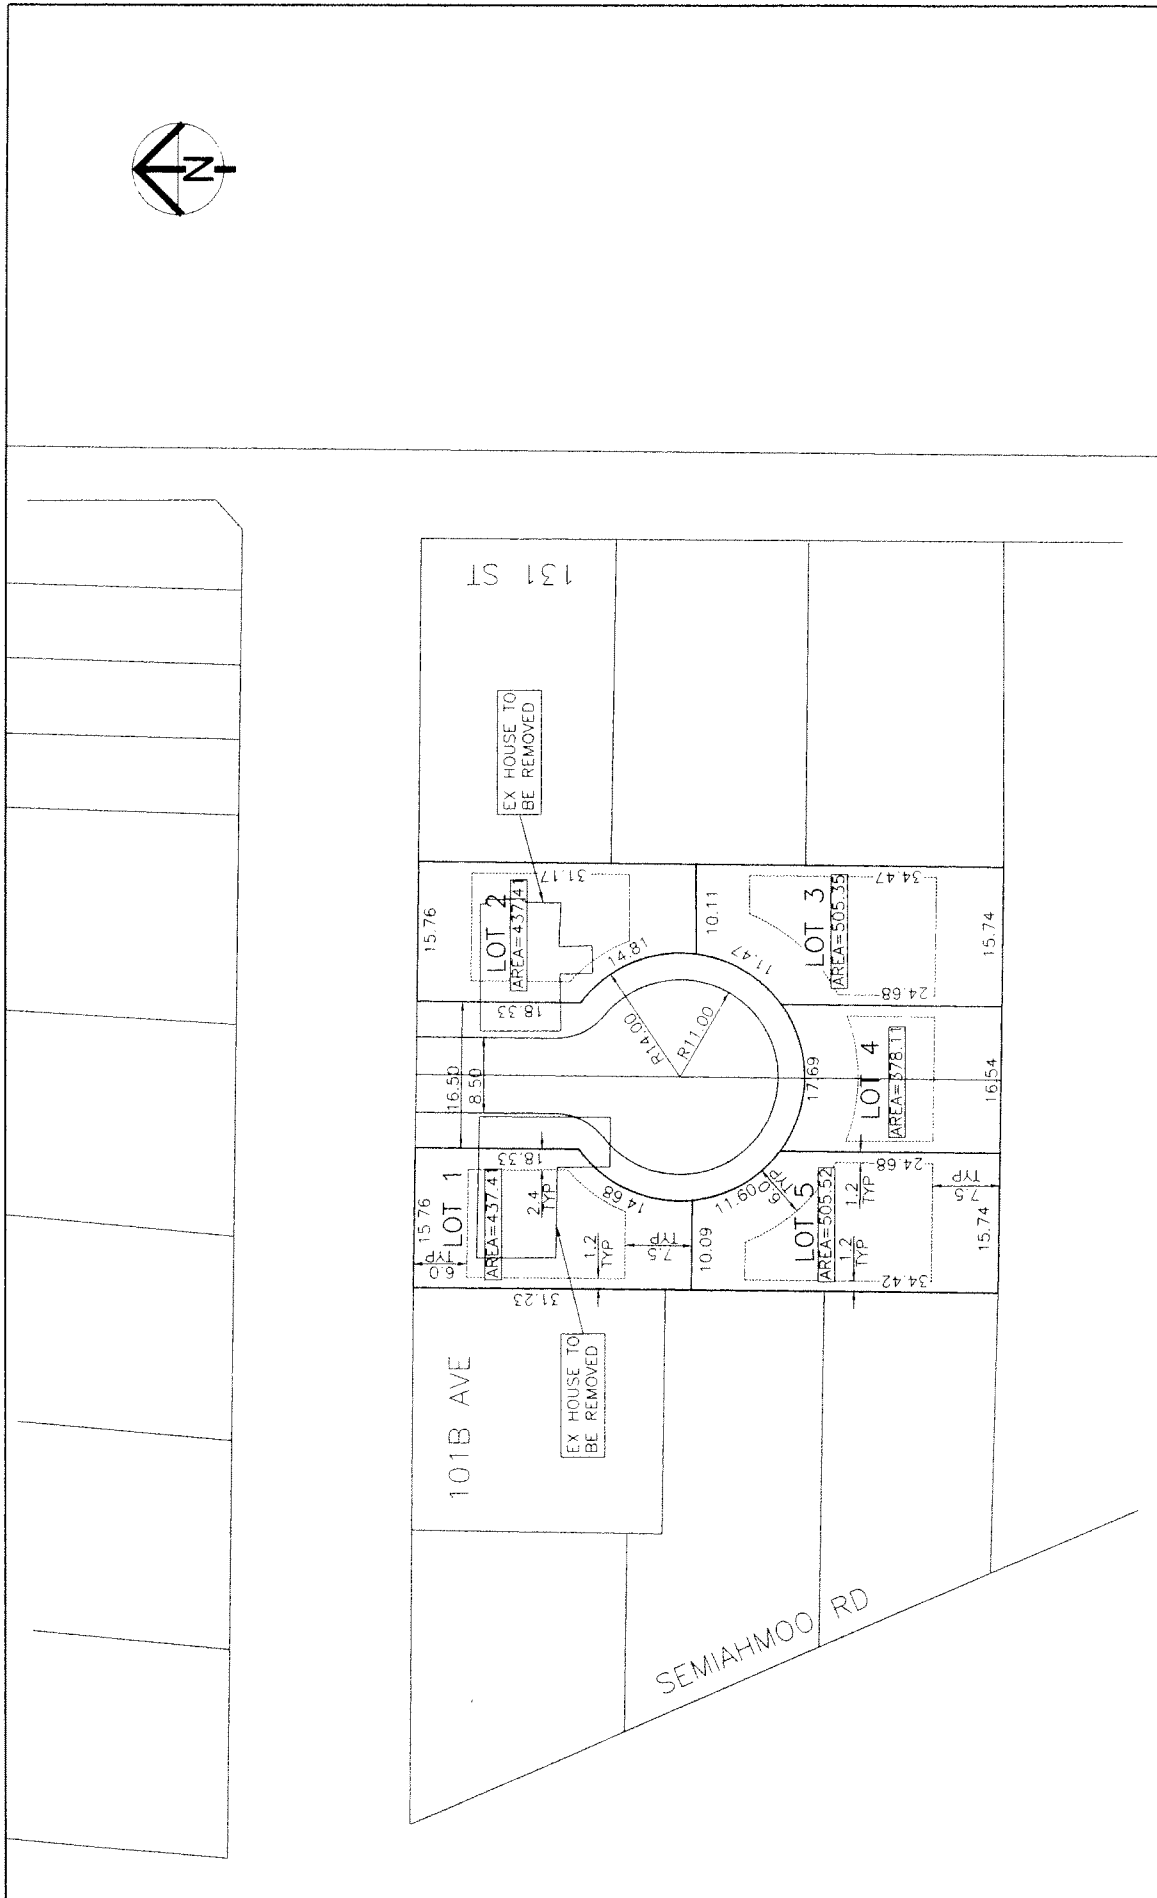 N
131 ST
EX HOUSE TO
BE REMOVED
31.17
LOT 2
AREA=437.41
15.76
14.81
10.11
11.47
34.47
LOT 3
AREA=505.35
15.74
24.68
18.33
R14.00
R11.00
16.50
8.50
17.69
LOT 4
AREA=378.11
16.54
18.33
2.4
TYP
15.76
LOT 1
AREA=437.41
6.0
TYP
14.68
1.2
TYP
7.5
TYP
31.23
10.09
11.60
TYP
LOT 5
AREA=505.52
1.2
TYP
1.2
TYP
24.68
7.5
TYP
15.74
34.42
EX HOUSE TO
BE REMOVED
101B AVE
SEMIAHMOO RD